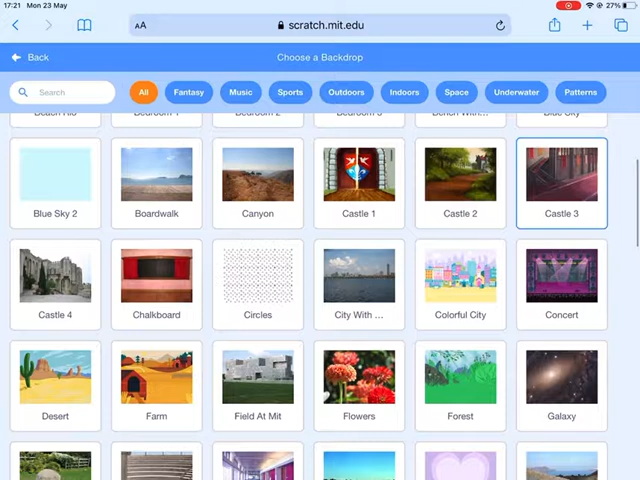 17:21 Mon 23 May 27%
AA scratch.mit.edu
Back Choose a Backdrop
Search All Fantasy Music Sports Outdoors Indoors Space Underwater Patterns
Blue Sky 2 Boardwalk Canyon Castle 1 Castle 2 Castle 3
Castle 4 Chalkboard Circles City With ... Colorful City Concert
Desert Farm Field At Mit Flowers Forest Galaxy